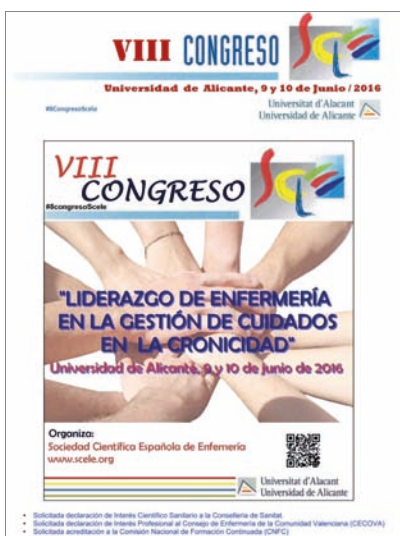 VIII CONGRESO
Universidad de Alicante, 9 y 10 de Junio / 2016
#8CongresoScele
Universitat d'Alacant
Universidad de Alicante
VIII
CONGRESO
#8congresoScele
"LIDERAZGO DE ENFERMERÍA
EN LA GESTIÓN DE CUIDADOS
EN LA CRONICIDAD"
Universidad de Alicante, 9 y 10 de junio de 2016
Organiza:
Sociedad Científica Española de Enfermería
www.scele.org
Universitat d'Alacant
Universidad de Alicante
• Solicitada declaración de Interés Científico Sanitario a la Conselleria de Sanitat.
• Solicitada declaración de Interés Profesional al Consejo de Enfermería de la Comunidad Valenciana (CECOVA)
• Solicitada acreditación a la Comisión Nacional de Formación Continuada (CNFC)